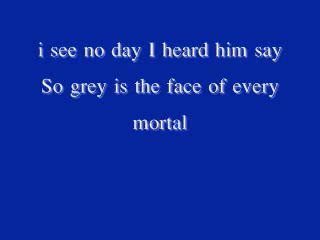 i see no day I heard him say
So grey is the face of every
mortal